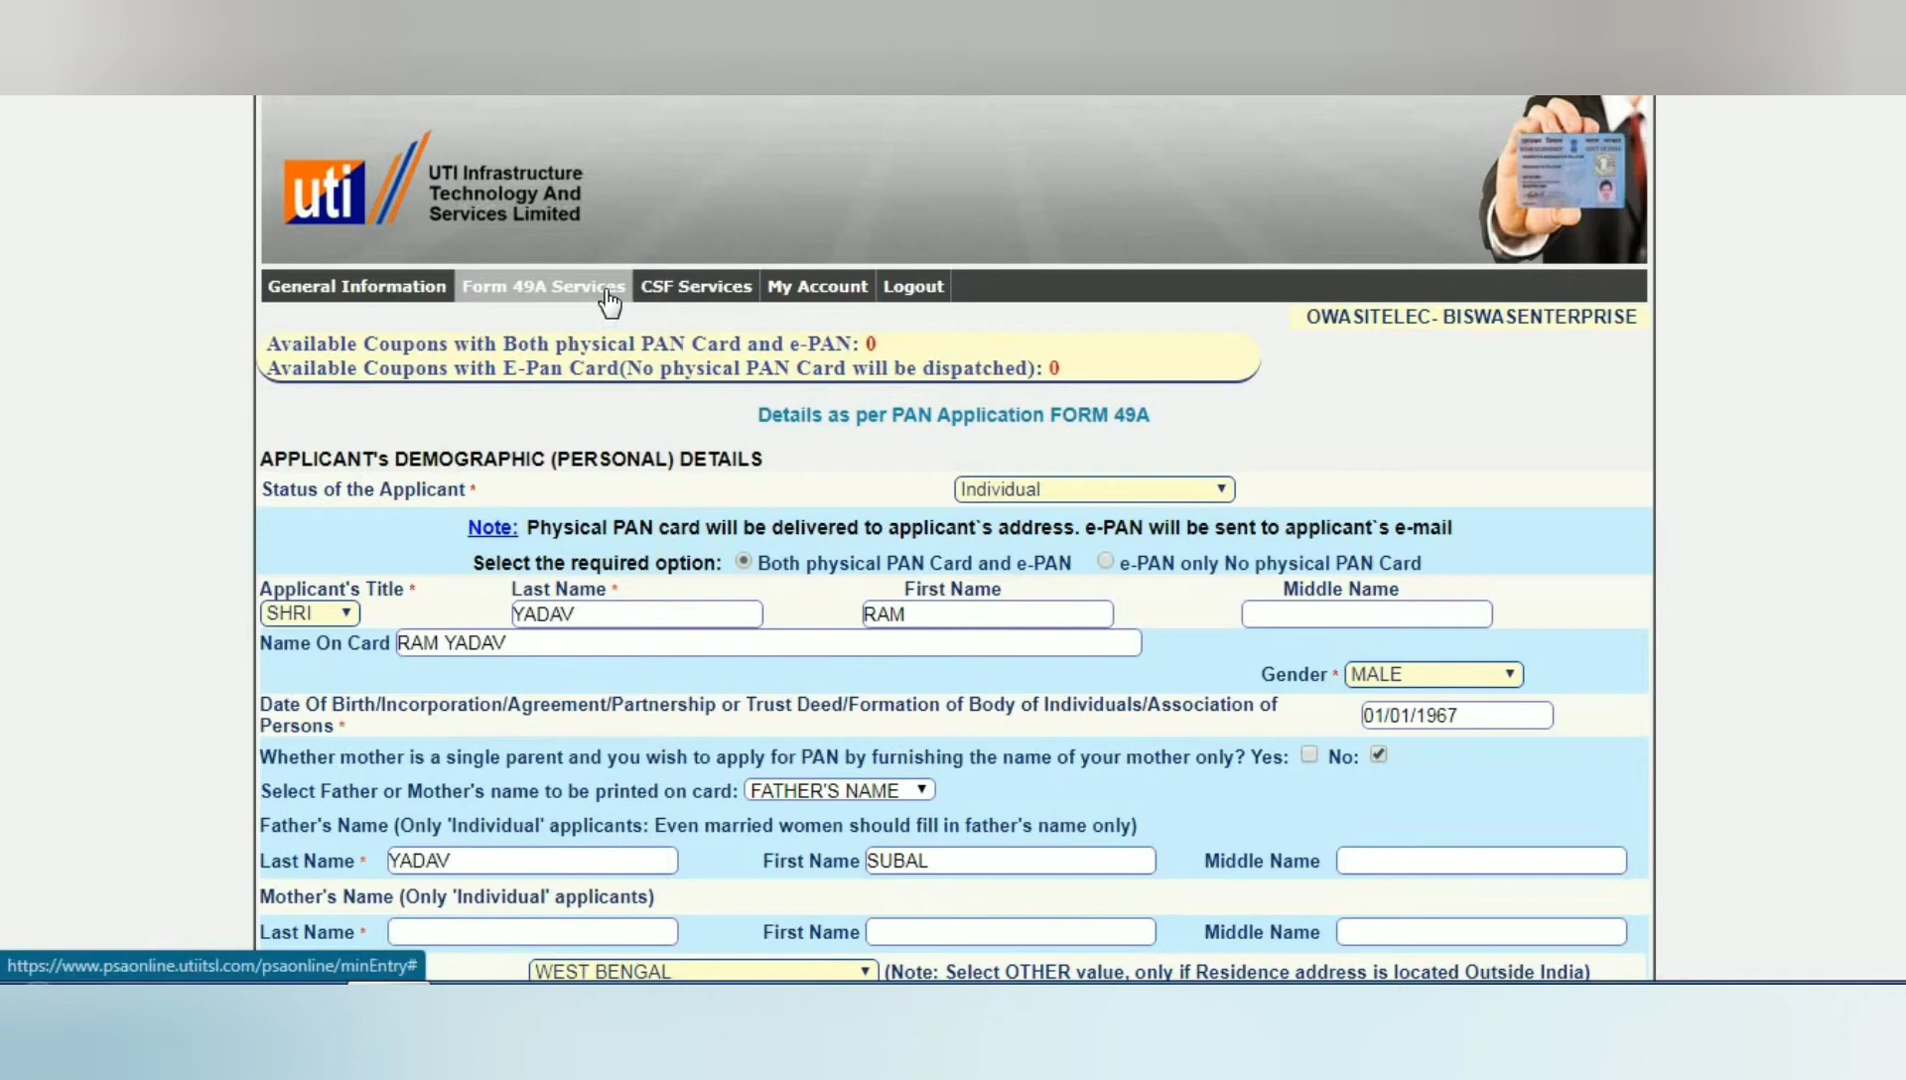 uti
UTI Infrastructure
Technology And
Services Limited
General Information Form 49A Services CSF Services My Account Logout
OWASITELEC- BISWASENTERPRISE
Available Coupons with Both physical PAN Card and e-PAN: 0
Available Coupons with E-Pan Card(No physical PAN Card will be dispatched): 0
Details as per PAN Application FORM 49A
APPLICANT's DEMOGRAPHIC (PERSONAL) DETAILS
Status of the Applicant * Individual
Note: Physical PAN card will be delivered to applicant`s address. e-PAN will be sent to applicant`s e-mail
Select the required option: Both physical PAN Card and e-PAN e-PAN only No physical PAN Card
Applicant's Title * Last Name * First Name Middle Name
SHRI YADAV RAM
Name On Card RAM YADAV
Gender * MALE
Date Of Birth/Incorporation/Agreement/Partnership or Trust Deed/Formation of Body of Individuals/Association of
Persons * 01/01/1967
Whether mother is a single parent and you wish to apply for PAN by furnishing the name of your mother only? Yes: No:
Select Father or Mother's name to be printed on card: FATHER'S NAME
Father's Name (Only 'Individual' applicants: Even married women should fill in father's name only)
Last Name * YADAV First Name SUBAL Middle Name
Mother's Name (Only 'Individual' applicants)
Last Name * First Name Middle Name
https://www.psaonline.utiitsl.com/psaonline/minEntry#
WEST BENGAL (Note: Select OTHER value, only if Residence address is located Outside India)